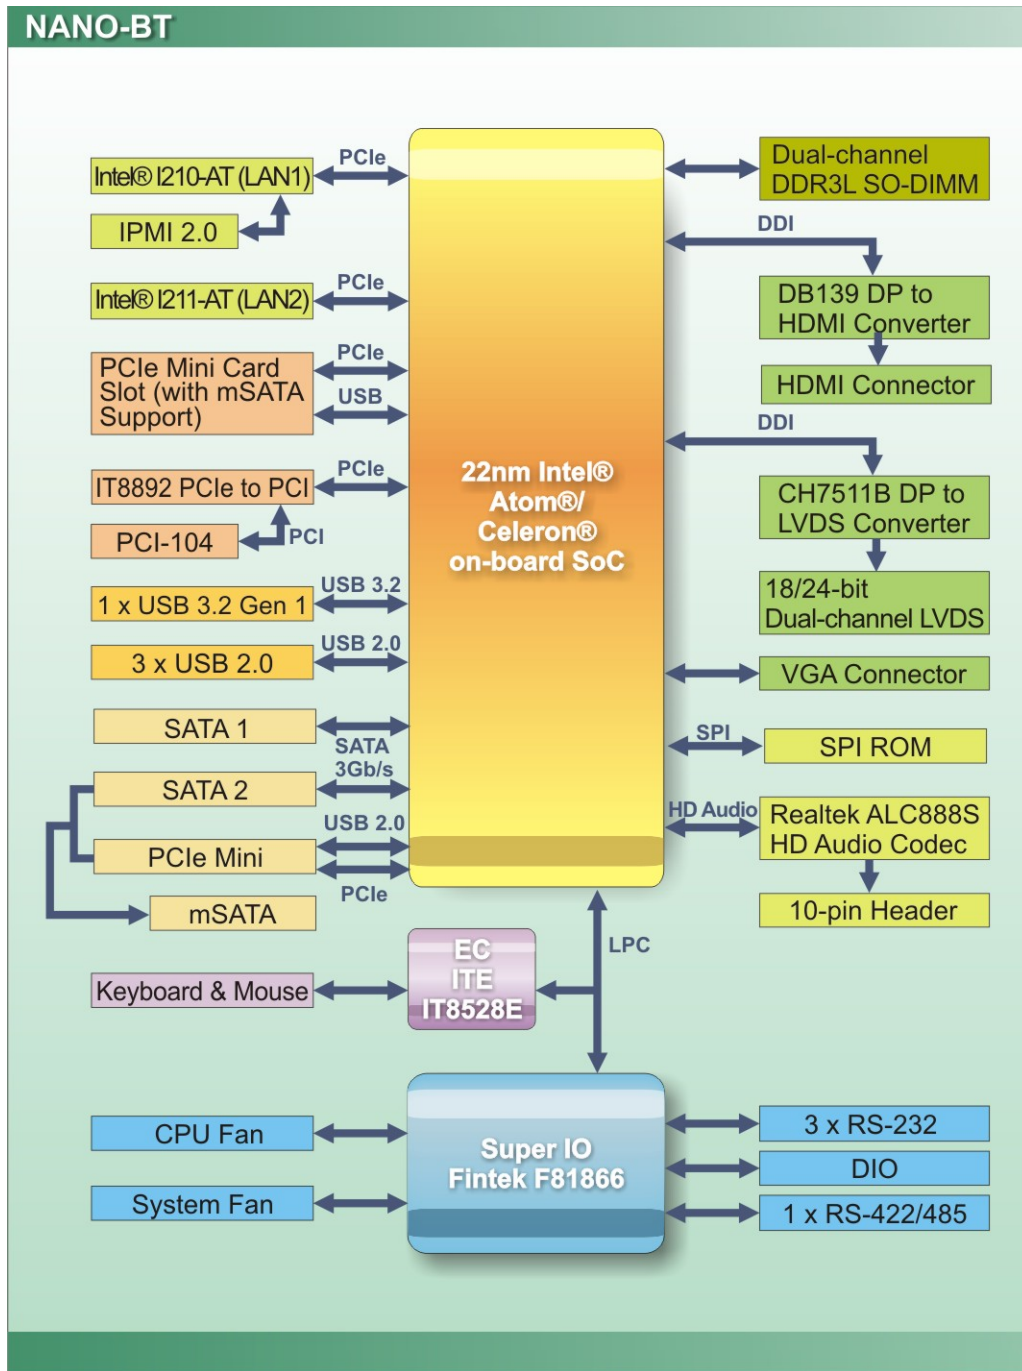 NANO-BT
Intel® I210-AT (LAN1)
PCIe
IPMI 2.0
Intel® I211-AT (LAN2)
PCIe
PCIe Mini Card
Slot (with mSATA
Support)
PCIe
USB
IT8892 PCIe to PCI
PCIe
PCI-104
PCI
1 x USB 3.2 Gen 1
USB 3.2
3 x USB 2.0
USB 2.0
SATA 1
SATA
3Gb/s
SATA 2
USB 2.0
PCIe Mini
PCIe
mSATA
22nm Intel®
Atom®/
Celeron®
on-board SoC
Dual-channel
DDR3L SO-DIMM
DDI
DB139 DP to
HDMI Converter
HDMI Connector
DDI
CH7511B DP to
LVDS Converter
18/24-bit
Dual-channel LVDS
VGA Connector
SPI
SPI ROM
HD Audio
Realtek ALC888S
HD Audio Codec
10-pin Header
LPC
EC
ITE
IT8528E
Keyboard & Mouse
CPU Fan
System Fan
Super IO
Fintek F81866
3 x RS-232
DIO
1 x RS-422/485